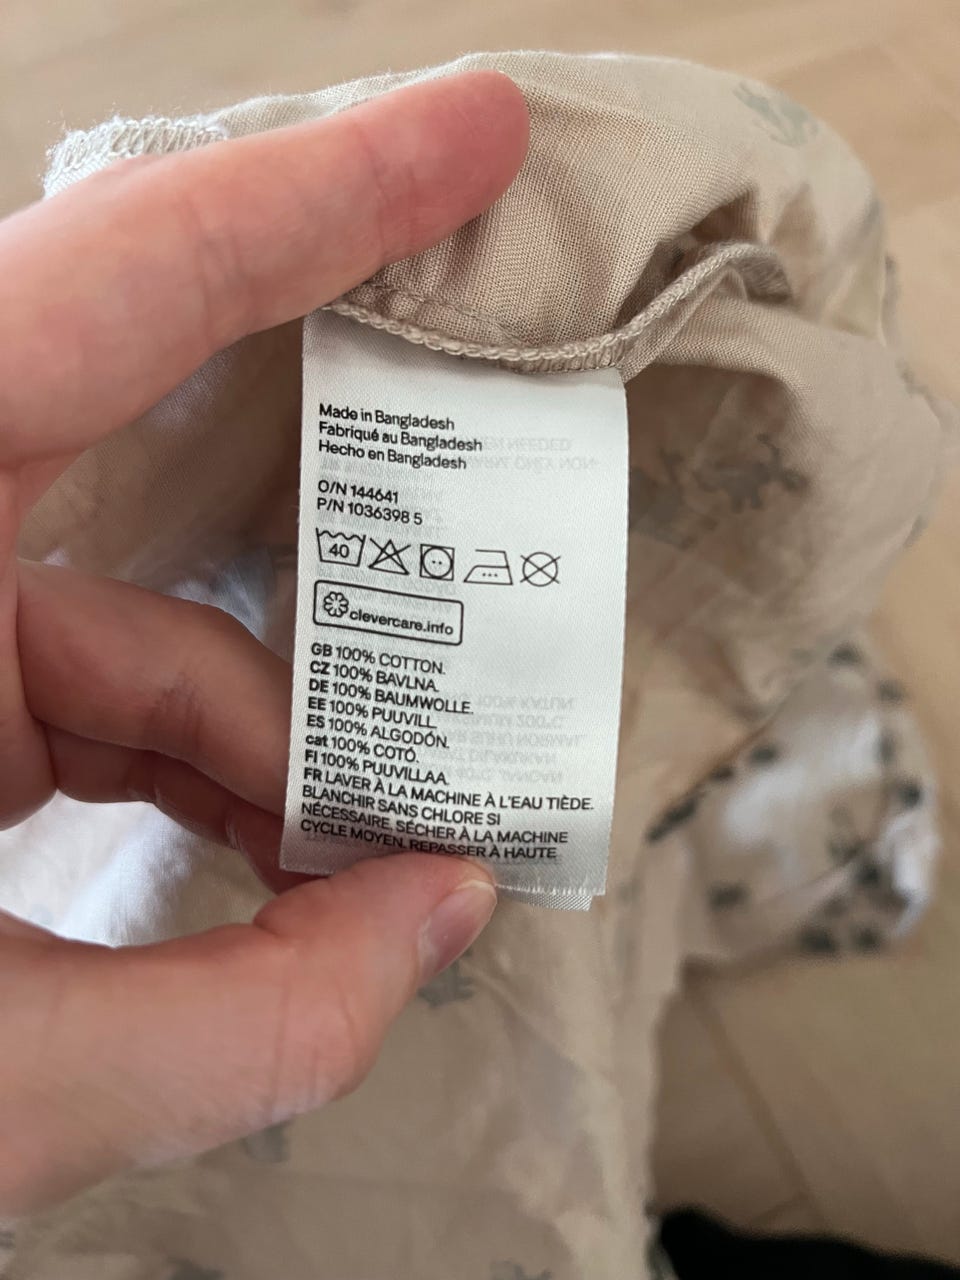 Made in Bangladesh
Fabriqué au Bangladesh
Hecho en Bangladesh
O/N 144641
P/N 1036398 5
40
clevercare.info
GB 100% COTTON.
CZ 100% BAVLNA.
DE 100% BAUMWOLLE.
EE 100% PUUVILL.
ES 100% ALGODÓN.
cat 100% COTÓ.
FI 100% PUUVILLAA.
FR LAVER À LA MACHINE À L'EAU TIÈDE.
BLANCHIR SANS CHLORE SI
NÉCESSAIRE. SÉCHER À LA MACHINE
CYCLE MOYEN. REPASSER À HAUTE